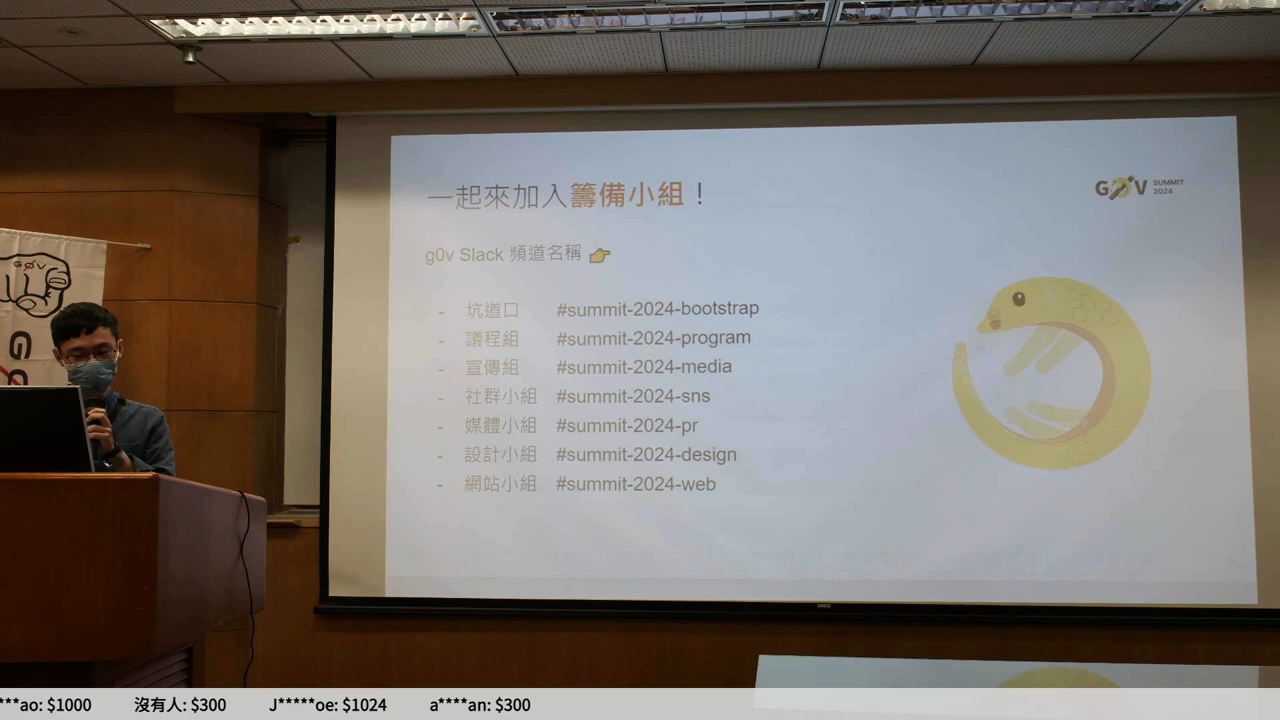 一起來加入籌備小組！
G0V SUMMIT 2024
g0v Slack 頻道名稱 👉
- 坑道口 #summit-2024-bootstrap
- 議程組 #summit-2024-program
- 宣傳組 #summit-2024-media
- 社群小組 #summit-2024-sns
- 媒體小組 #summit-2024-pr
- 設計小組 #summit-2024-design
- 網站小組 #summit-2024-web
G0V
G0
***ao: $1000 沒有人: $300 J*****oe: $1024 a****an: $300